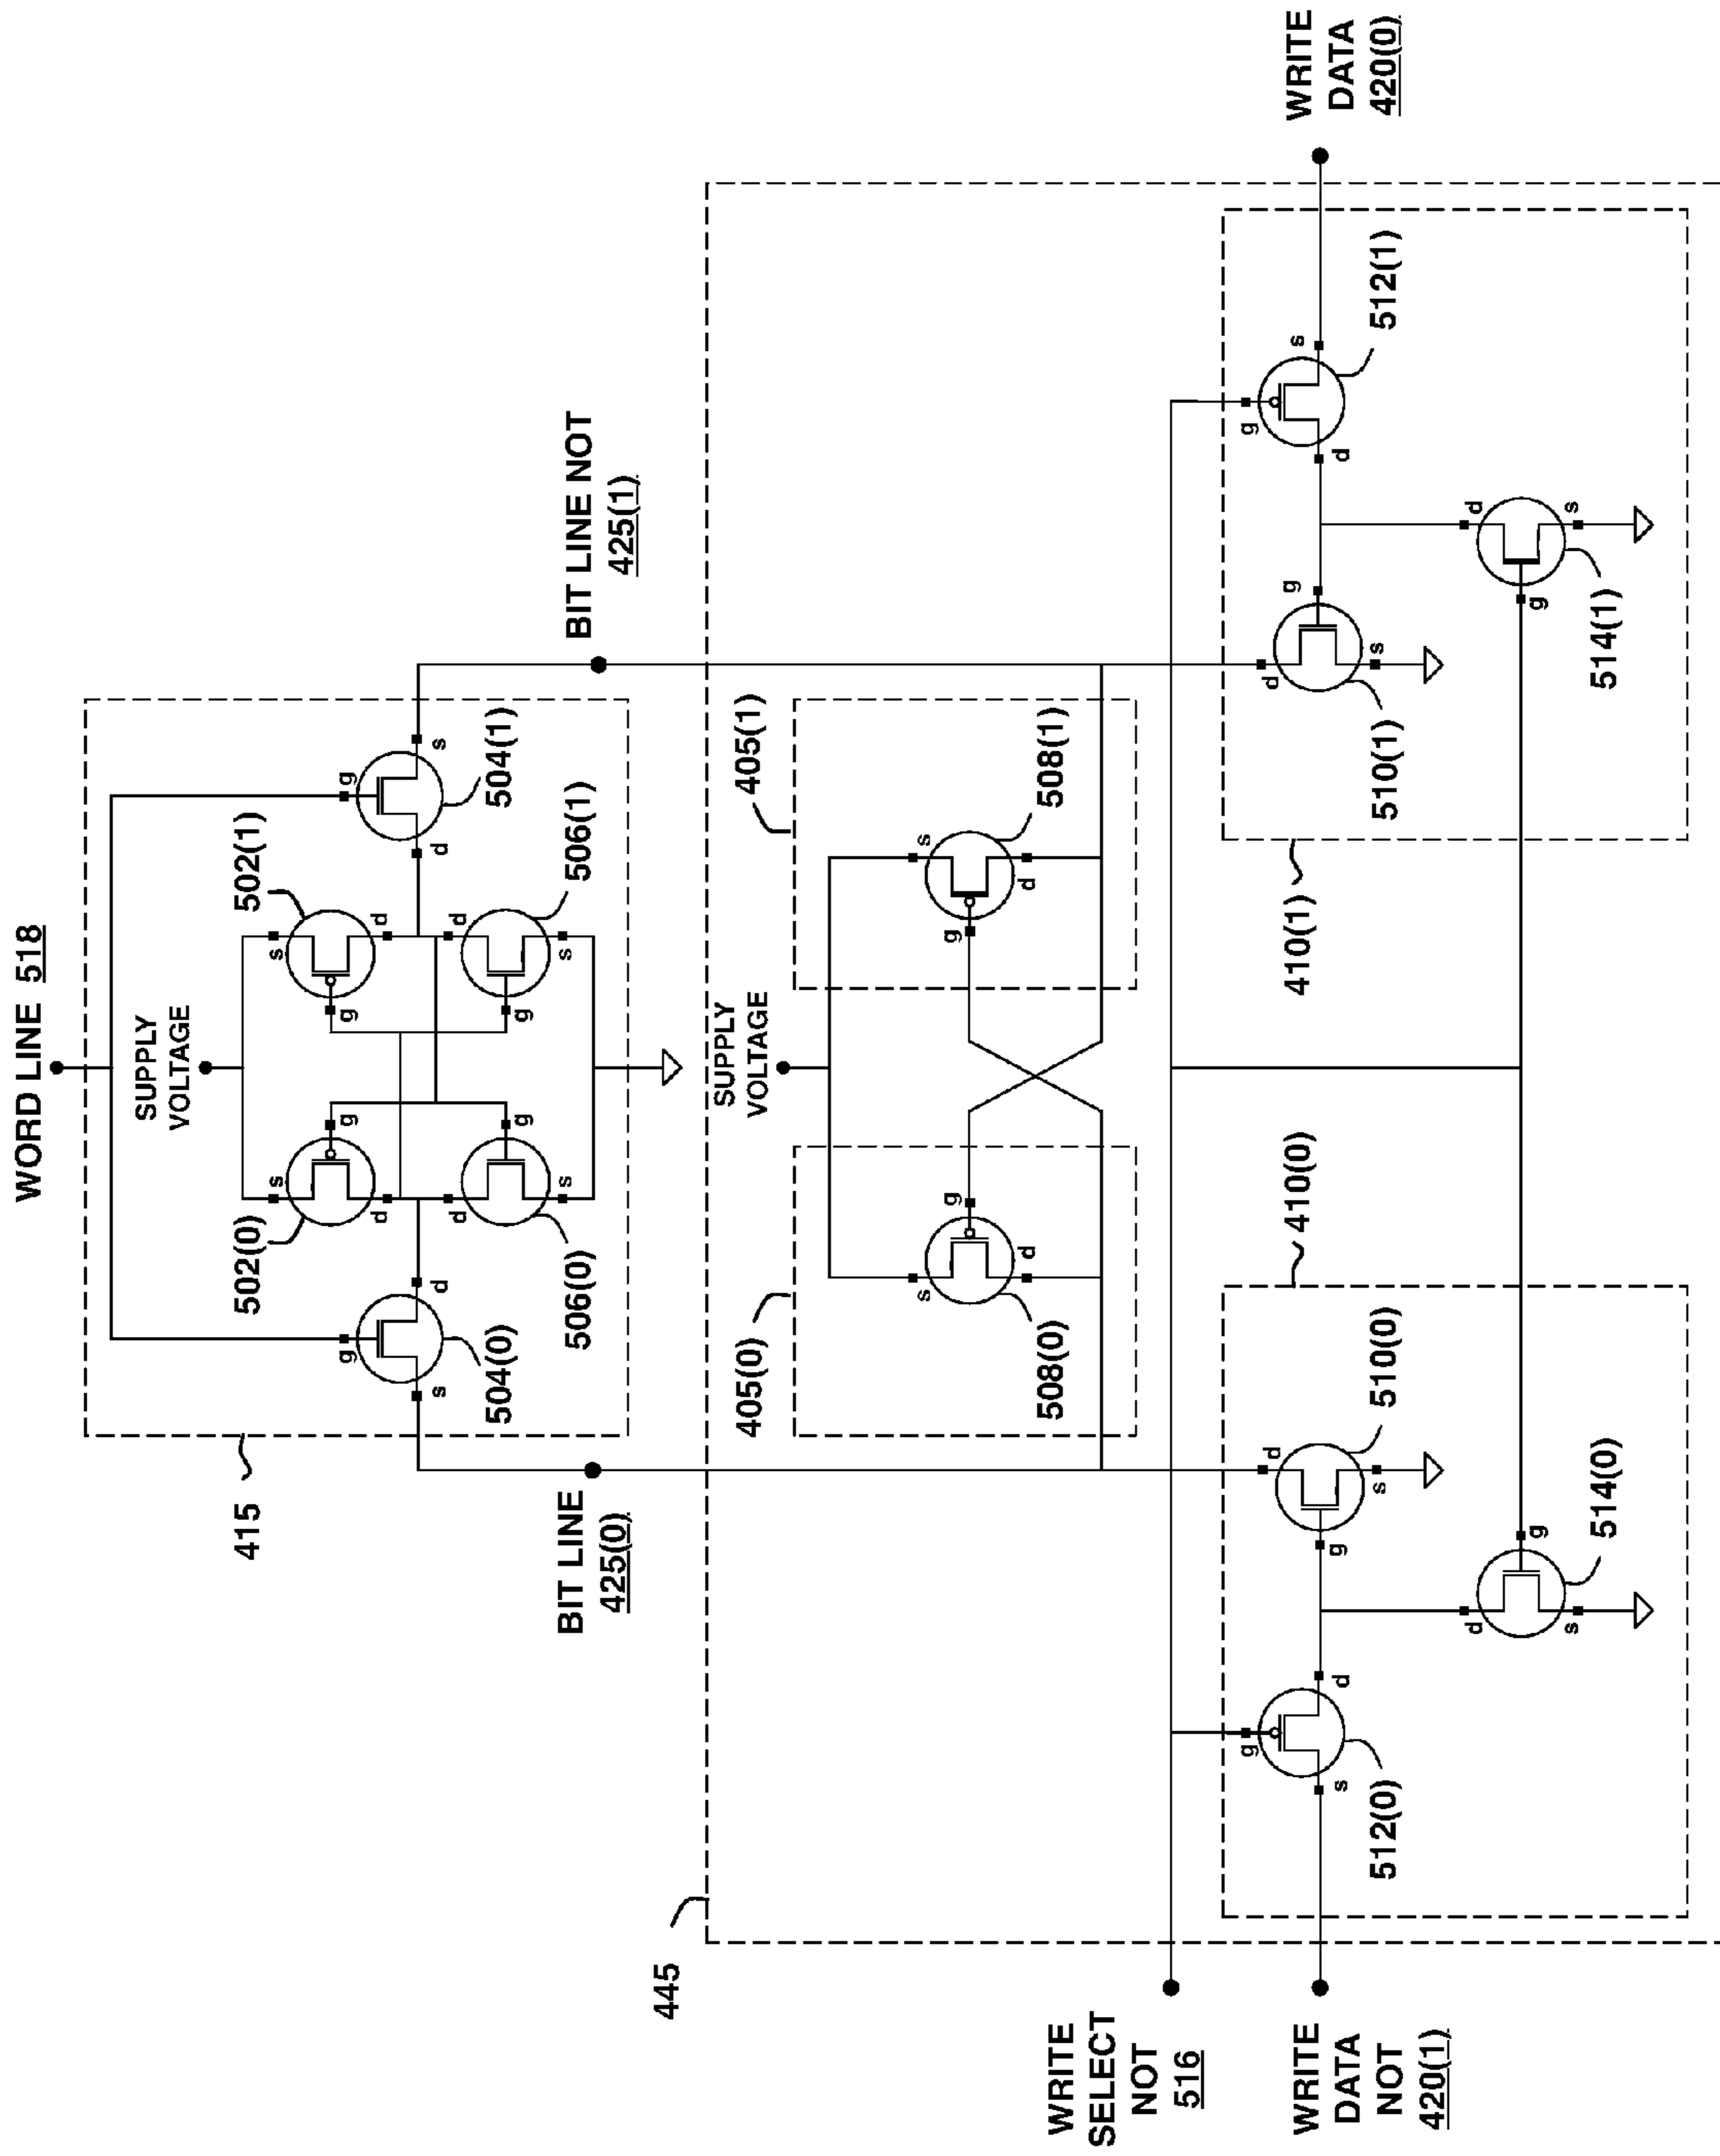 WORD LINE 518
SUPPLY
VOLTAGE
g
g
415
502(0)
502(1)
s
s
g
g
d
d
504(0)
s
d
504(1)
d
s
506(0)
506(1)
d
d
g
g
s
s
BIT LINE
425(0)
BIT LINE NOT
425(1)
445
SUPPLY
VOLTAGE
405(0)
405(1)
s
s
g
g
d
d
508(0)
508(1)
WRITE
SELECT
NOT
516
410(0)
410(1)
WRITE
DATA
NOT
420(1)
WRITE
DATA
420(0)
g
s
d
512(0)
d
g
s
510(0)
d
g
s
510(1)
g
d
s
512(1)
d
g
s
514(0)
d
g
s
514(1)